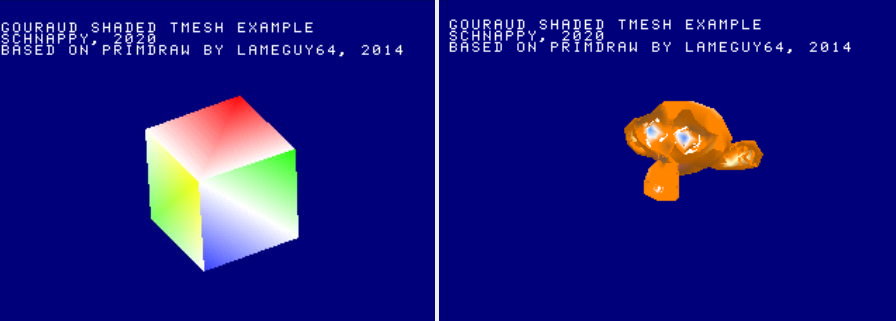 GOURAUD SHADED TMESH EXAMPLE
SCHNAPPY, 2020
BASED ON PRIMDRAW BY LAMEGUY64, 2014
GOURAUD SHADED TMESH EXAMPLE
SCHNAPPY, 2020
BASED ON PRIMDRAW BY LAMEGUY64, 2014